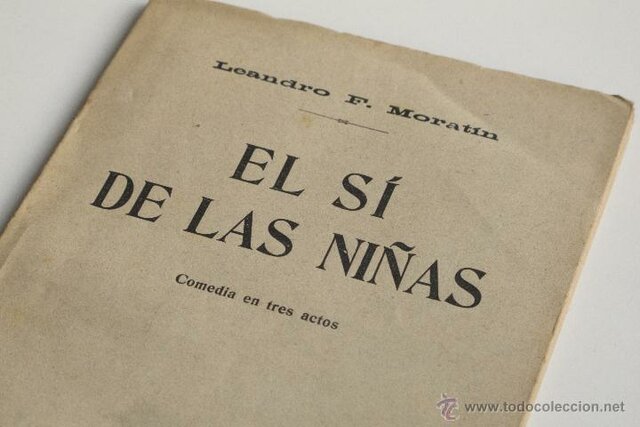 Leandro F. Moratín
EL SÍ
DE LAS NIÑAS
Comedia en tres actos
www.todocoleccion.net